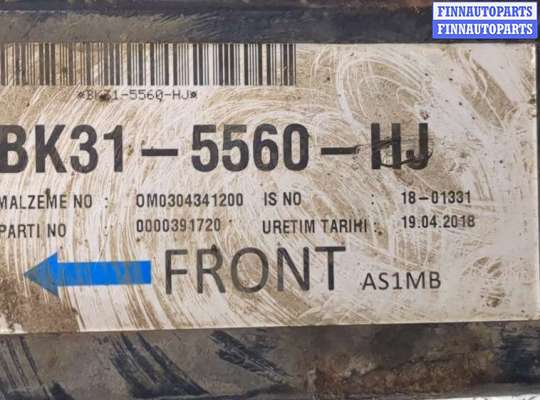 FINNAUTOPARTS
FINNAUTOPARTS
*BK31-5560-HJ*
BK31-5560-HJ
MALZEME NO : OM0304341200 IS NO : 18-01331
PARTI NO : 0000391720 URETIM TARIHI : 19.04.2018
FRONT AS1MB